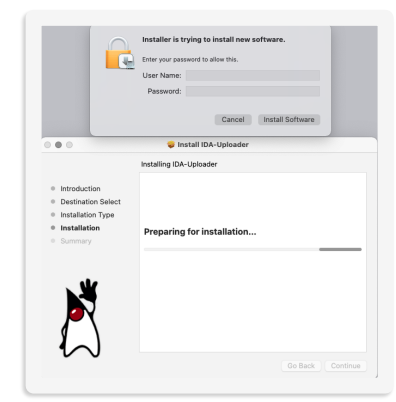 Installer is trying to install new software.
Enter your password to allow this.
User Name:
Password:
Cancel Install Software
Install IDA-Uploader
Installing IDA-Uploader
Introduction
Destination Select
Installation Type
Installation
Summary
Preparing for installation...
Go Back Continue